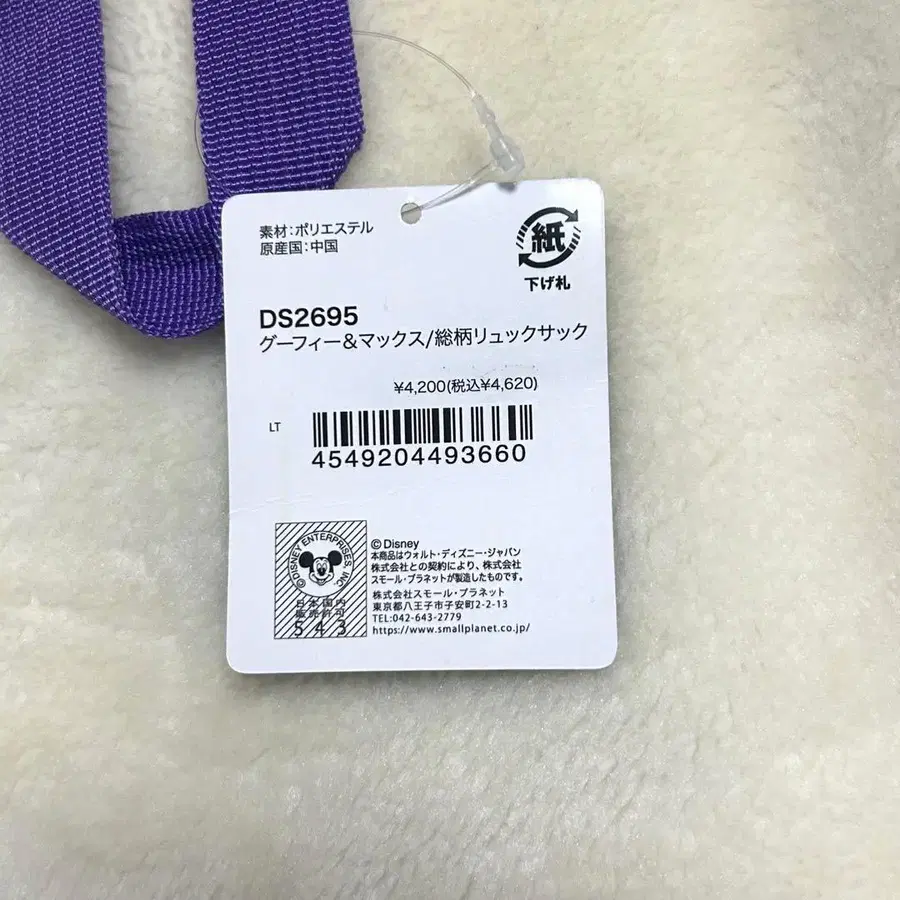 素材:ポリエステル
原産国:中国
紙
下げ札
DS2695
グーフィー&マックス/総柄リュックサック
¥4,200(税込¥4,620)
LT
4549204493660
©DISNEY ENTERPRISES, INC.
日本国内
販売許可
543
©Disney
本商品はウォルト・ディズニー・ジャパン
株式会社との契約により、株式会社
スモール・プラネットが製造したものです。
株式会社スモール・プラネット
東京都八王子市子安町2-2-13
TEL:042-643-2779
https://www.smallplanet.co.jp/